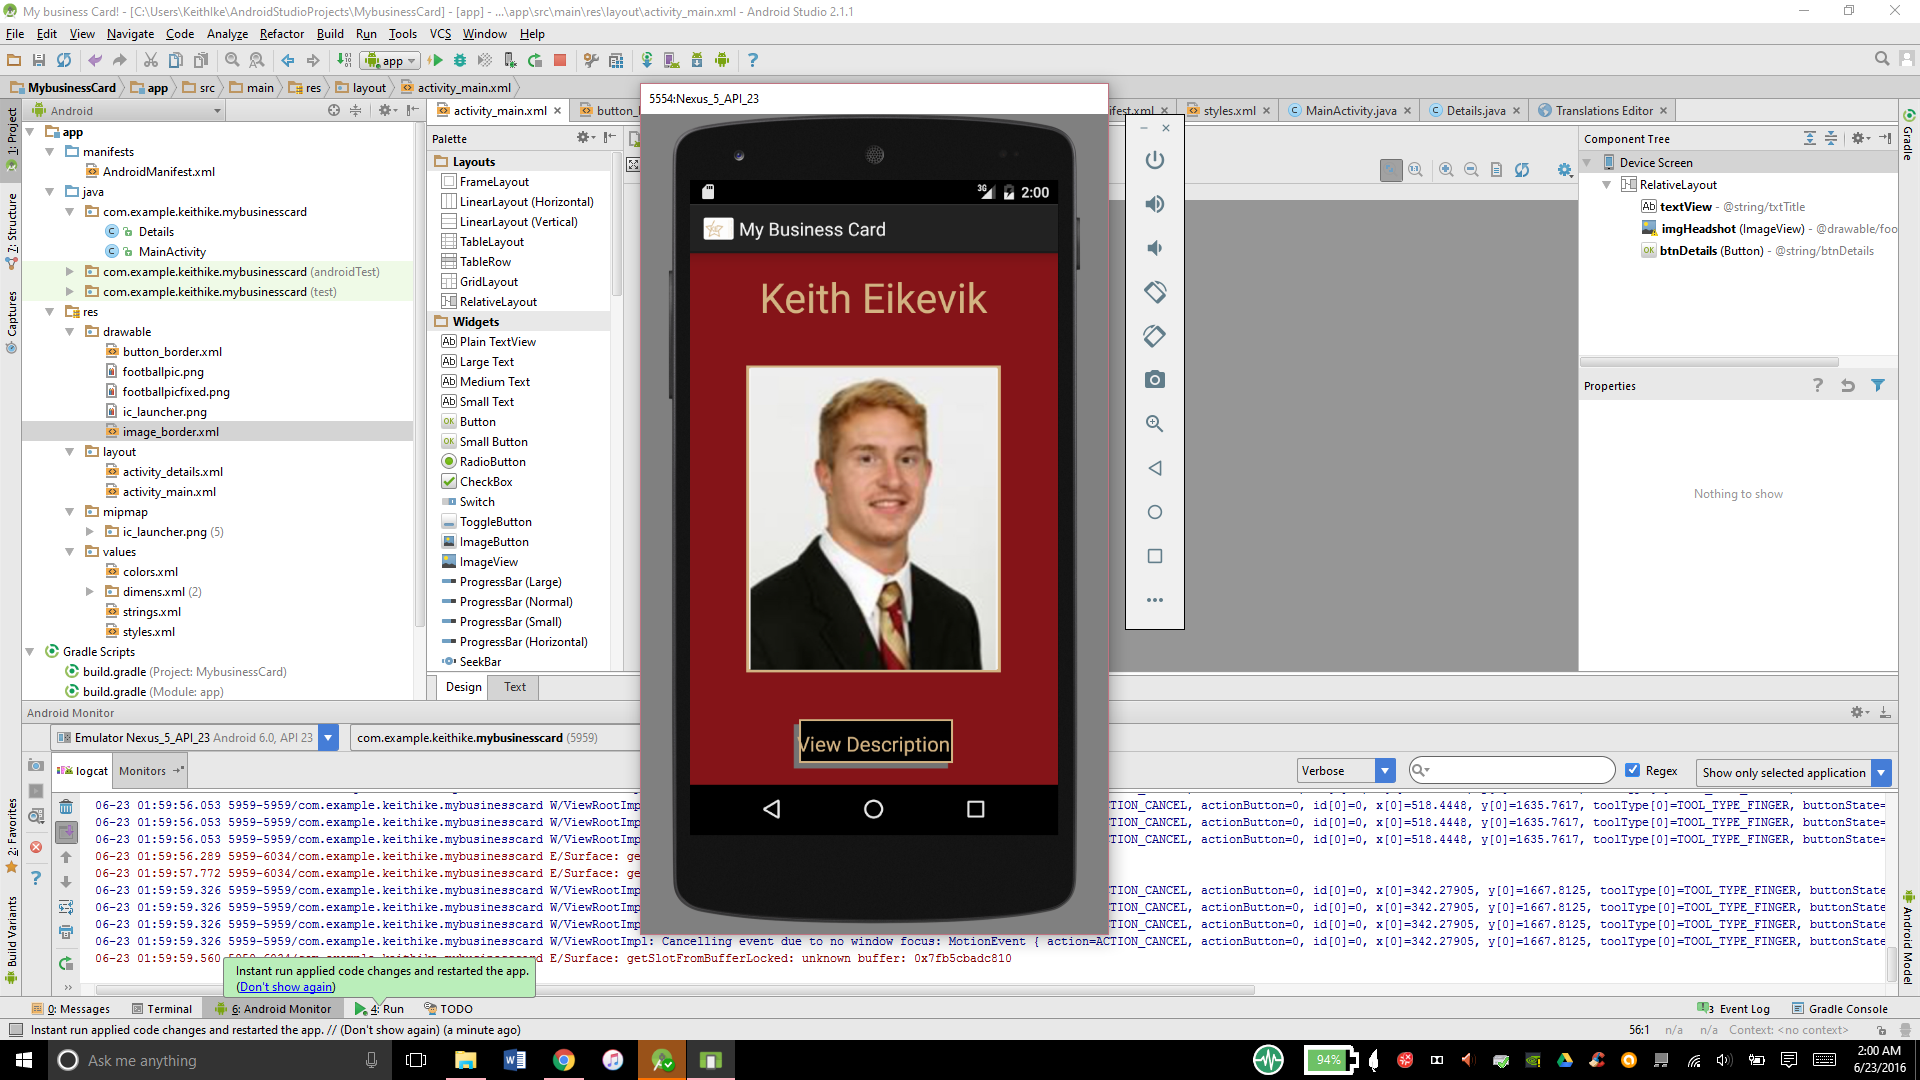 My business Card! - [C:\Users\KeithIke\AndroidStudioProjects\MybusinessCard] - [app] - ...\app\src\main\res\layout\activity_main.xml - Android Studio 2.1.1
File Edit View Navigate Code Analyze Refactor Build Run Tools VCS Window Help
app
MybusinessCard app src main res layout activity_main.xml
Android
activity_main.xml button_ ifest.xml styles.xml MainActivity.java Details.java Translations Editor
5554:Nexus_5_API_23
1: Project
7: Structure
Captures
2: Favorites
Build Variants
app
manifests
AndroidManifest.xml
java
com.example.keithike.mybusinesscard
Details
MainActivity
com.example.keithike.mybusinesscard (androidTest)
com.example.keithike.mybusinesscard (test)
res
drawable
button_border.xml
footballpic.png
footballpicfixed.png
ic_launcher.png
image_border.xml
layout
activity_details.xml
activity_main.xml
mipmap
ic_launcher.png (5)
values
colors.xml
dimens.xml (2)
strings.xml
styles.xml
Gradle Scripts
build.gradle (Project: MybusinessCard)
build.gradle (Module: app)
Palette
Layouts
FrameLayout
LinearLayout (Horizontal)
LinearLayout (Vertical)
TableLayout
TableRow
GridLayout
RelativeLayout
Widgets
Plain TextView
Large Text
Medium Text
Small Text
Button
Small Button
RadioButton
CheckBox
Switch
ToggleButton
ImageButton
ImageView
ProgressBar (Large)
ProgressBar (Normal)
ProgressBar (Small)
ProgressBar (Horizontal)
SeekBar
Design Text
3G 2:00
My Business Card
Keith Eikevik
View Description
Component Tree
Device Screen
RelativeLayout
textView - @string/txtTitle
imgHeadshot (ImageView) - @drawable/foo
btnDetails (Button) - @string/btnDetails
Properties
Nothing to show
Gradle
Android Model
Android Monitor
Emulator Nexus_5_API_23 Android 6.0, API 23 com.example.keithike.mybusinesscard (5959)
logcat Monitors
Verbose Regex Show only selected application
06-23 01:59:56.053 5959-5959/com.example.keithike.mybusinesscard W/ViewRootImp CTION_CANCEL, actionButton=0, id[0]=0, x[0]=518.4448, y[0]=1635.7617, toolType[0]=TOOL_TYPE_FINGER, buttonState=
06-23 01:59:56.053 5959-5959/com.example.keithike.mybusinesscard W/ViewRootImp CTION_CANCEL, actionButton=0, id[0]=0, x[0]=518.4448, y[0]=1635.7617, toolType[0]=TOOL_TYPE_FINGER, buttonState=
06-23 01:59:56.053 5959-5959/com.example.keithike.mybusinesscard W/ViewRootImp CTION_CANCEL, actionButton=0, id[0]=0, x[0]=518.4448, y[0]=1635.7617, toolType[0]=TOOL_TYPE_FINGER, buttonState=
06-23 01:59:56.289 5959-6034/com.example.keithike.mybusinesscard E/Surface: ge
06-23 01:59:57.772 5959-6034/com.example.keithike.mybusinesscard E/Surface: ge
06-23 01:59:59.326 5959-5959/com.example.keithike.mybusinesscard W/ViewRootImp CTION_CANCEL, actionButton=0, id[0]=0, x[0]=342.27905, y[0]=1667.8125, toolType[0]=TOOL_TYPE_FINGER, buttonState
06-23 01:59:59.326 5959-5959/com.example.keithike.mybusinesscard W/ViewRootImp CTION_CANCEL, actionButton=0, id[0]=0, x[0]=342.27905, y[0]=1667.8125, toolType[0]=TOOL_TYPE_FINGER, buttonState
06-23 01:59:59.326 5959-5959/com.example.keithike.mybusinesscard W/ViewRootImp CTION_CANCEL, actionButton=0, id[0]=0, x[0]=342.27905, y[0]=1667.8125, toolType[0]=TOOL_TYPE_FINGER, buttonState
06-23 01:59:59.326 5959-5959/com.example.keithike.mybusinesscard W/ViewRootImpl: Cancelling event due to no window focus: MotionEvent { action=ACTION_CANCEL, actionButton=0, id[0]=0, x[0]=342.27905, y[0]=1667.8125, toolType[0]=TOOL_TYPE_FINGER, buttonState
06-23 01:59:59.560 E/Surface: getSlotFromBufferLocked: unknown buffer: 0x7fb5cbadc810
Instant run applied code changes and restarted the app.
(Don't show again)
0: Messages Terminal 6: Android Monitor 4: Run TODO 3 Event Log Gradle Console
Instant run applied code changes and restarted the app. // (Don't show again) (a minute ago) 56:1 n/a n/a Context: <no context>
Ask me anything 94% 2:00 AM
6/23/2016